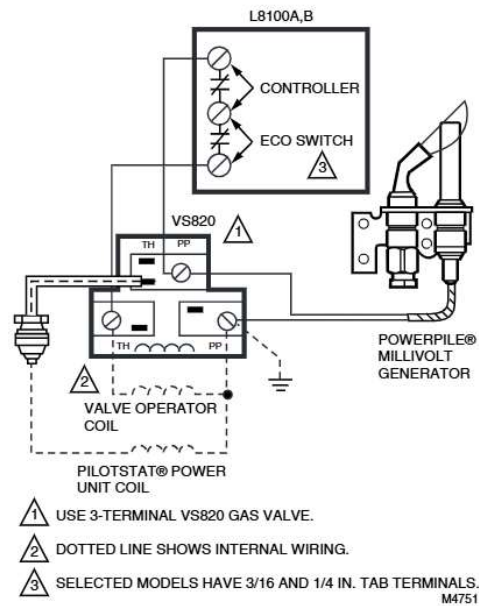 L8100A,B
CONTROLLER
ECO SWITCH
3
VS820
1
TH PP
TH PP
2
VALVE OPERATOR
COIL
POWERPILE®
MILLIVOLT
GENERATOR
PILOTSTAT® POWER
UNIT COIL
1 USE 3-TERMINAL VS820 GAS VALVE.
2 DOTTED LINE SHOWS INTERNAL WIRING.
3 SELECTED MODELS HAVE 3/16 AND 1/4 IN. TAB TERMINALS.
M4751